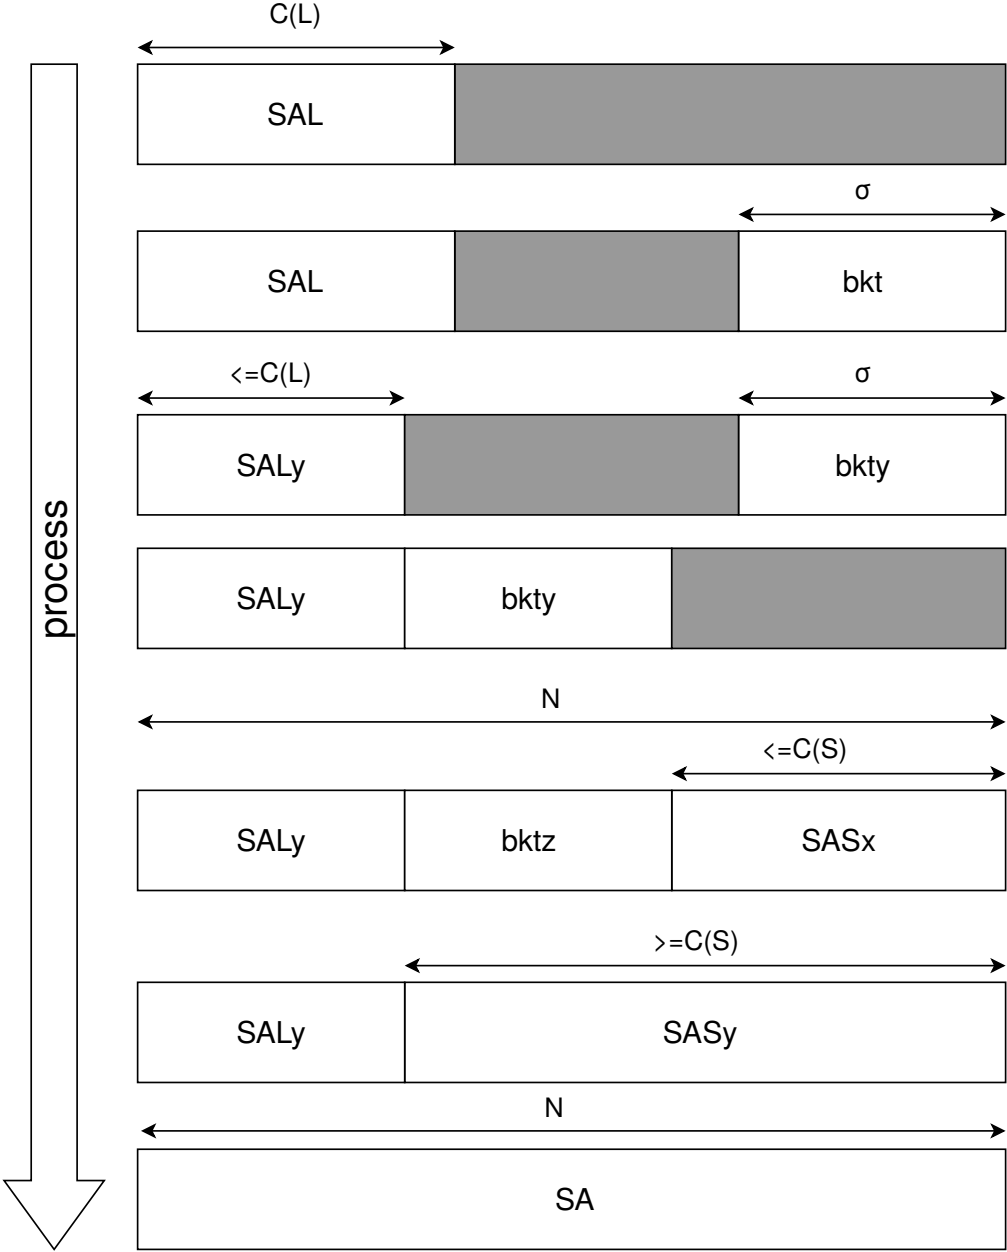 C(L)
SAL
σ
SAL
bkt
<=C(L)
σ
SALy
bkty
process
SALy
bkty
N
<=C(S)
SALy
bktz
SASx
>=C(S)
SALy
SASy
N
SA